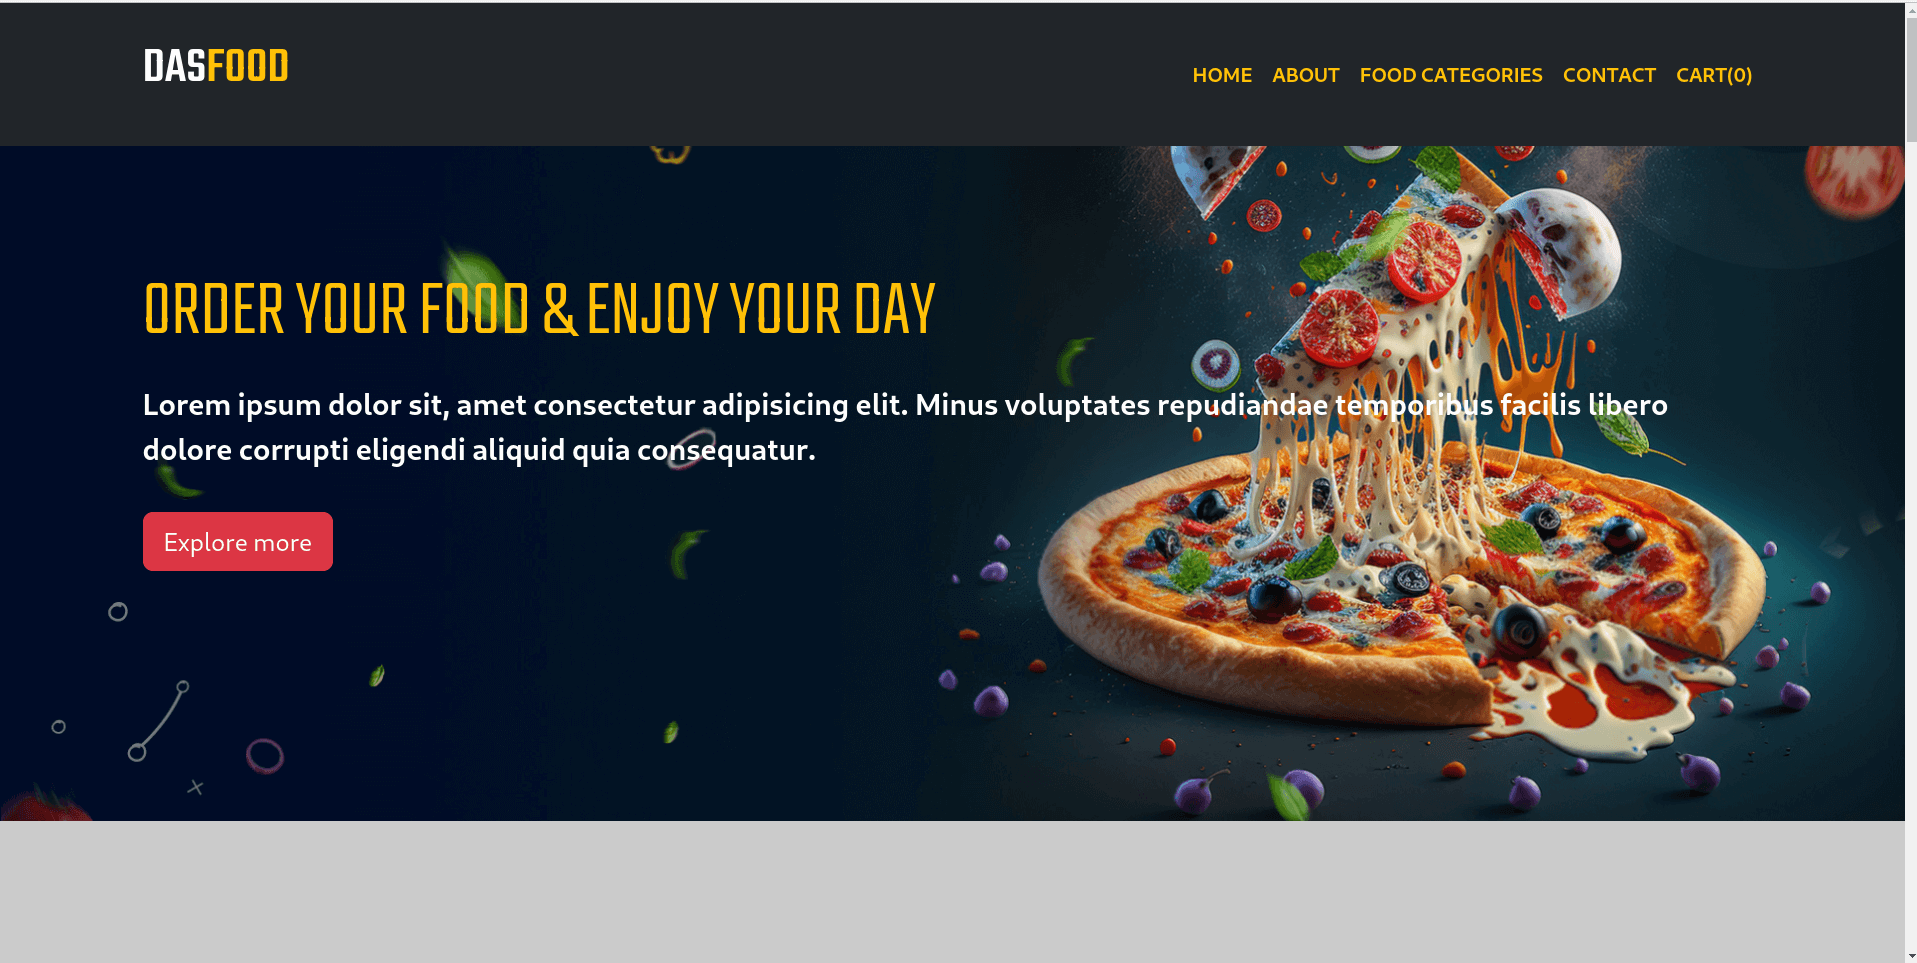 DASFOOD
HOME ABOUT FOOD CATEGORIES CONTACT CART(0)
ORDER YOUR FOOD & ENJOY YOUR DAY
Lorem ipsum dolor sit, amet consectetur adipisicing elit. Minus voluptates repudiandae temporibus facilis libero
dolore corrupti eligendi aliquid quia consequatur.
Explore more